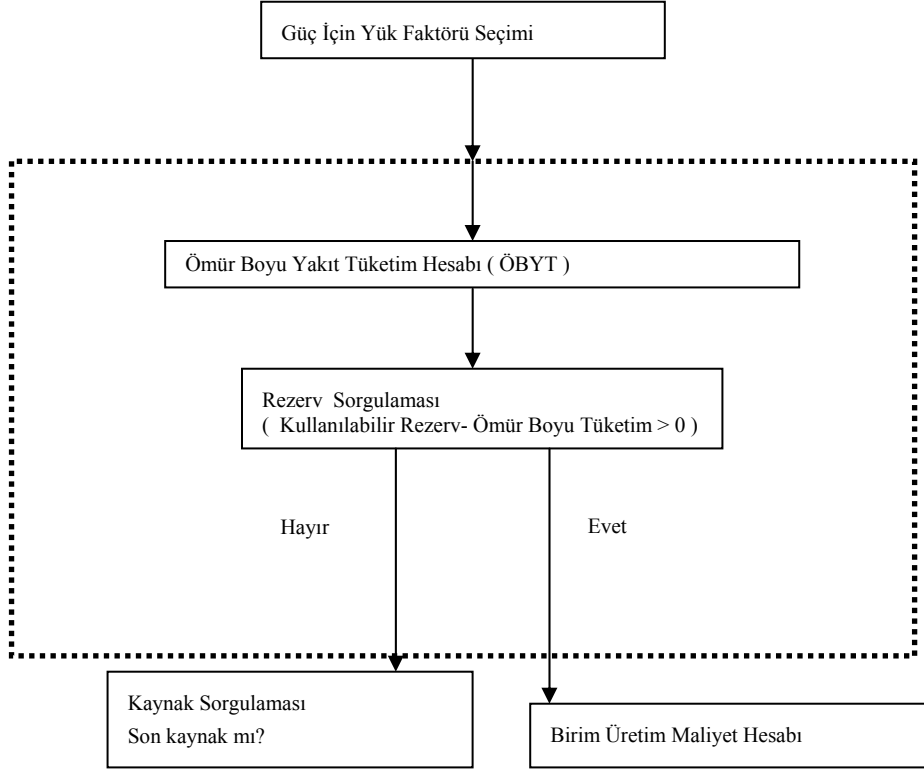 Güç İçin Yük Faktörü Seçimi
Ömür Boyu Yakıt Tüketim Hesabı ( ÖBYT )
Rezerv Sorgulaması
( Kullanılabilir Rezerv- Ömür Boyu Tüketim > 0 )
Hayır
Evet
Kaynak Sorgulaması
Son kaynak mı?
Birim Üretim Maliyet Hesabı